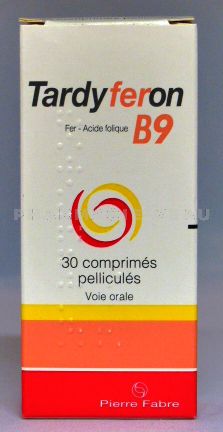 Tardyferon
B9
Fer - Acide folique
30 comprimés
pelliculés
Voie orale
Pierre Fabre